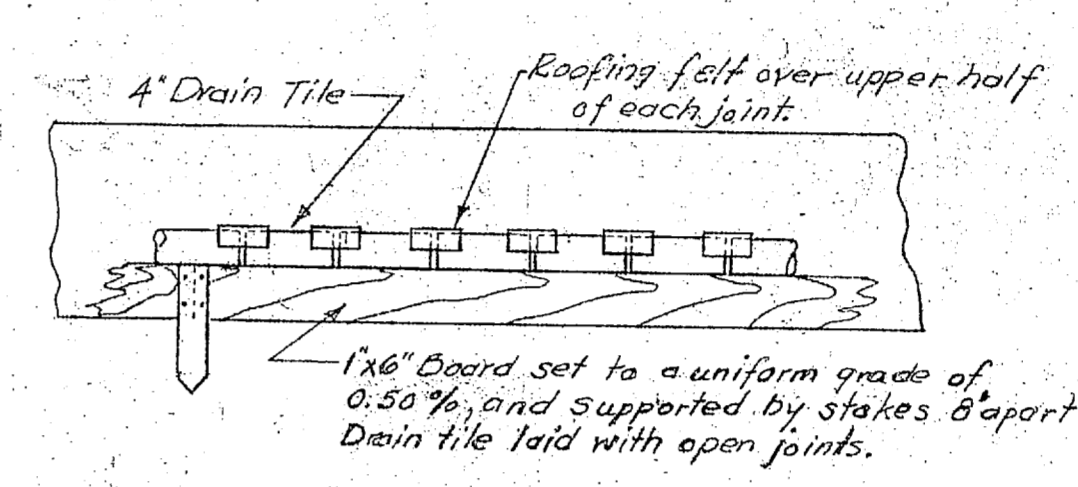 4" Drain Tile
Roofing felt over upper half
of each joint.
1"x6" Board set to a uniform grade of
0.50%, and supported by stakes 8' apart
Drain tile laid with open joints.